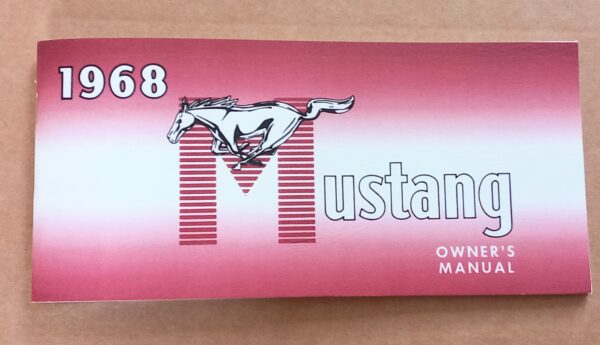 1968
Mustang
OWNER'S
MANUAL